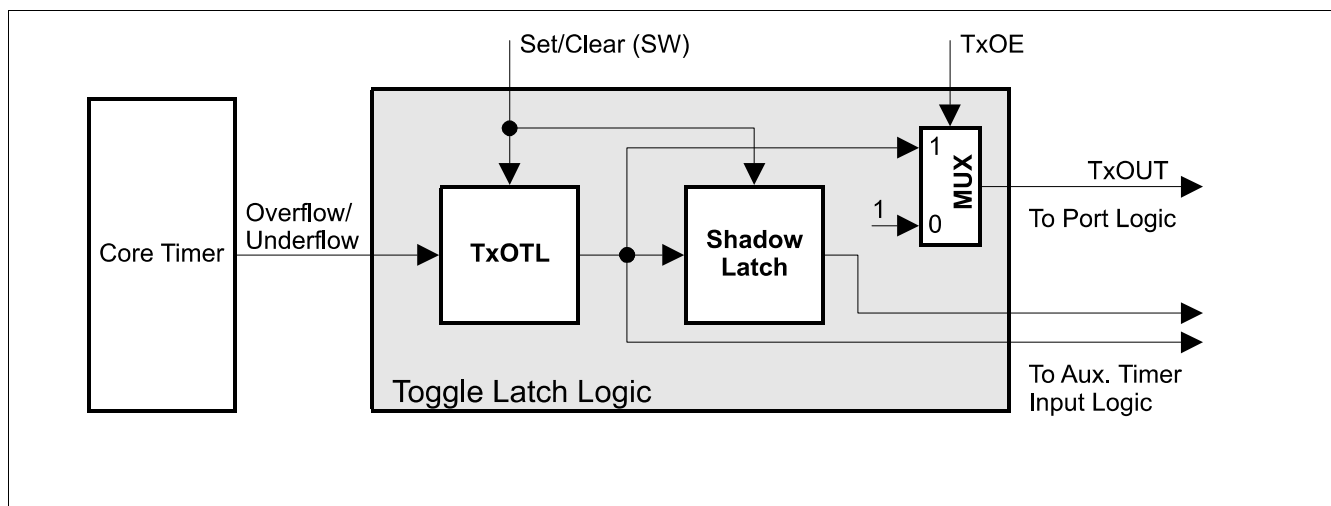 Set/Clear (SW)
TxOE
Core Timer
Overflow/
Underflow
TxOTL
Shadow
Latch
1
1
0
MUX
TxOUT
To Port Logic
To Aux. Timer
Input Logic
Toggle Latch Logic